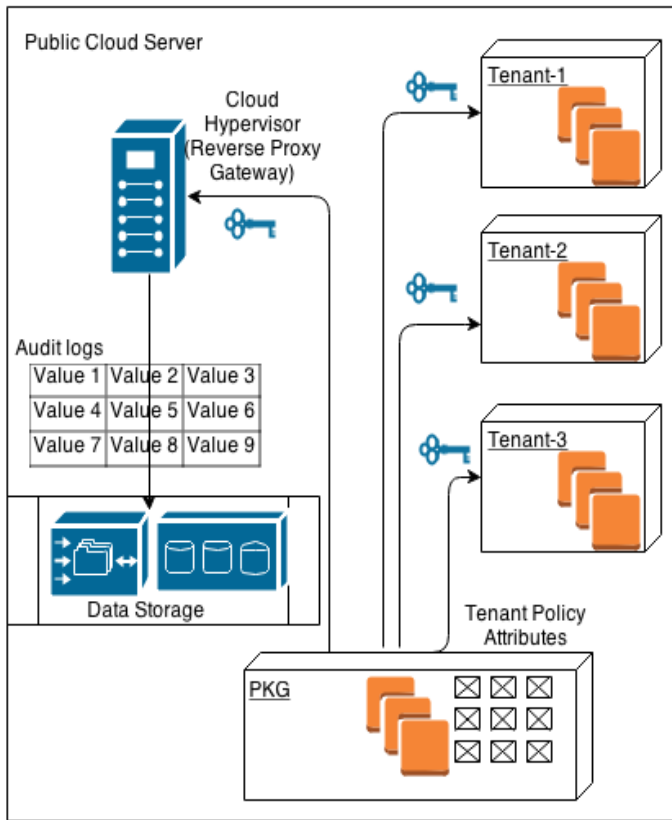 Public Cloud Server
Cloud
Hypervisor
(Reverse Proxy
Gateway)
Tenant-1
Tenant-2
Tenant-3
Audit logs
Value 1 Value 2 Value 3
Value 4 Value 5 Value 6
Value 7 Value 8 Value 9
Data Storage
Tenant Policy
Attributes
PKG